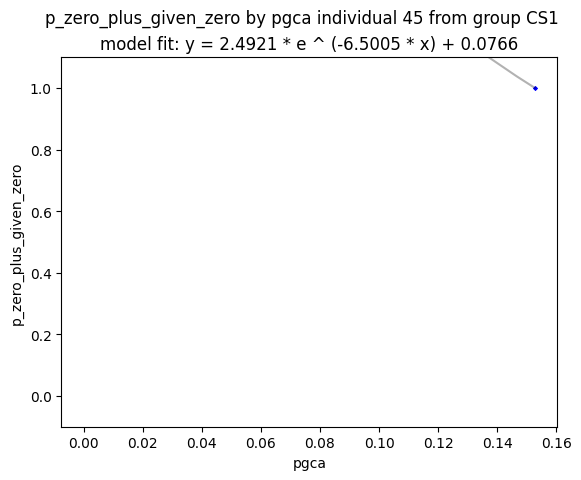 p_zero_plus_given_zero by pgca individual 45 from group CS1
model fit: y = 2.4921 * e ^ (-6.5005 * x) + 0.0766
1.0
0.8
0.6
0.4
0.2
0.0
p_zero_plus_given_zero
0.00 0.02 0.04 0.06 0.08 0.10 0.12 0.14 0.16
pgca